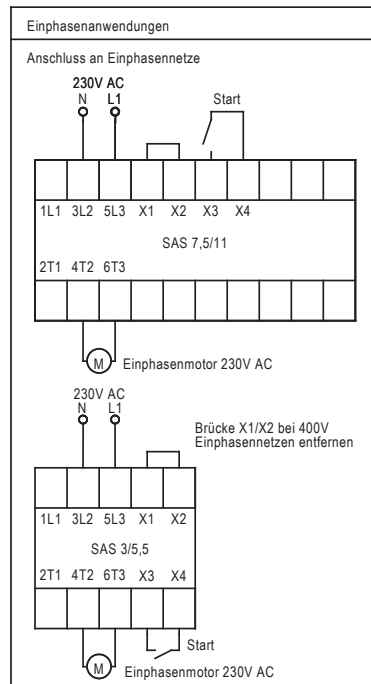 Einphasenanwendungen
Anschluss an Einphasennetze
230V AC
N L1 Start
1L1 3L2 5L3 X1 X2 X3 X4
SAS 7,5/11
2T1 4T2 6T3
M Einphasenmotor 230V AC
230V AC
N L1
Brücke X1/X2 bei 400V
Einphasennetzen entfernen
1L1 3L2 5L3 X1 X2
SAS 3/5,5
2T1 4T2 6T3 X3 X4
Start
M Einphasenmotor 230V AC